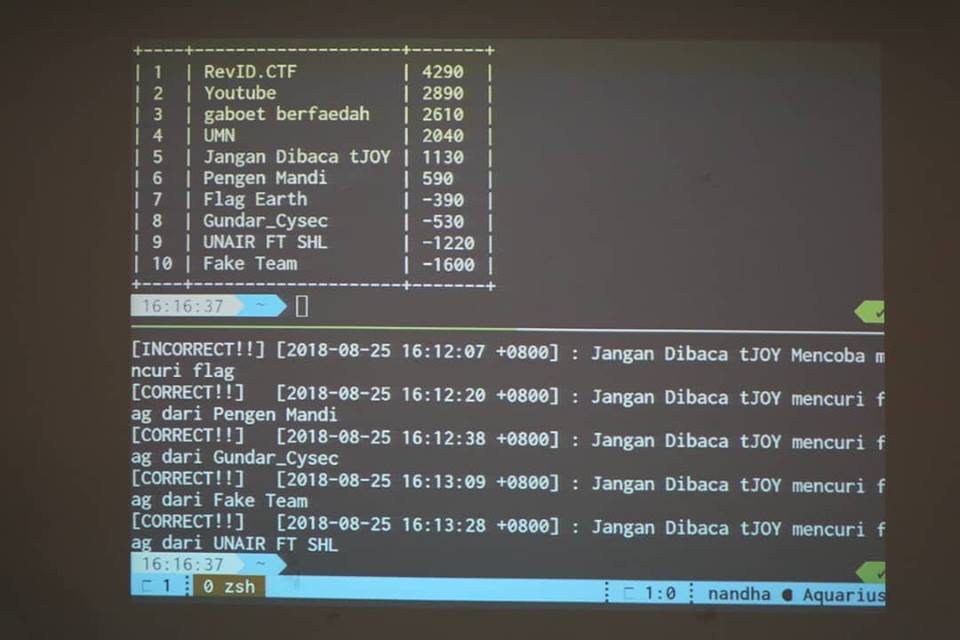 +----+--------------------+-------+
| 1 | RevID.CTF | 4290 |
| 2 | Youtube | 2890 |
| 3 | gaboet berfaedah | 2610 |
| 4 | UMN | 2040 |
| 5 | Jangan Dibaca tJOY | 1130 |
| 6 | Pengen Mandi | 590 |
| 7 | Flag Earth | -390 |
| 8 | Gundar_Cysec | -530 |
| 9 | UNAIR FT SHL | -1220 |
| 10 | Fake Team | -1600 |
+----+--------------------+-------+
16:16:37 ~
[INCORRECT!!] [2018-08-25 16:12:07 +0800] : Jangan Dibaca tJOY Mencoba m
ncuri flag
[CORRECT!!] [2018-08-25 16:12:20 +0800] : Jangan Dibaca tJOY mencuri f
ag dari Pengen Mandi
[CORRECT!!] [2018-08-25 16:12:38 +0800] : Jangan Dibaca tJOY mencuri f
ag dari Gundar_Cysec
[CORRECT!!] [2018-08-25 16:13:09 +0800] : Jangan Dibaca tJOY mencuri f
ag dari Fake Team
[CORRECT!!] [2018-08-25 16:13:28 +0800] : Jangan Dibaca tJOY mencuri f
ag dari UNAIR FT SHL
16:16:37 ~
1 0 zsh 1:0 nandha ● Aquarius